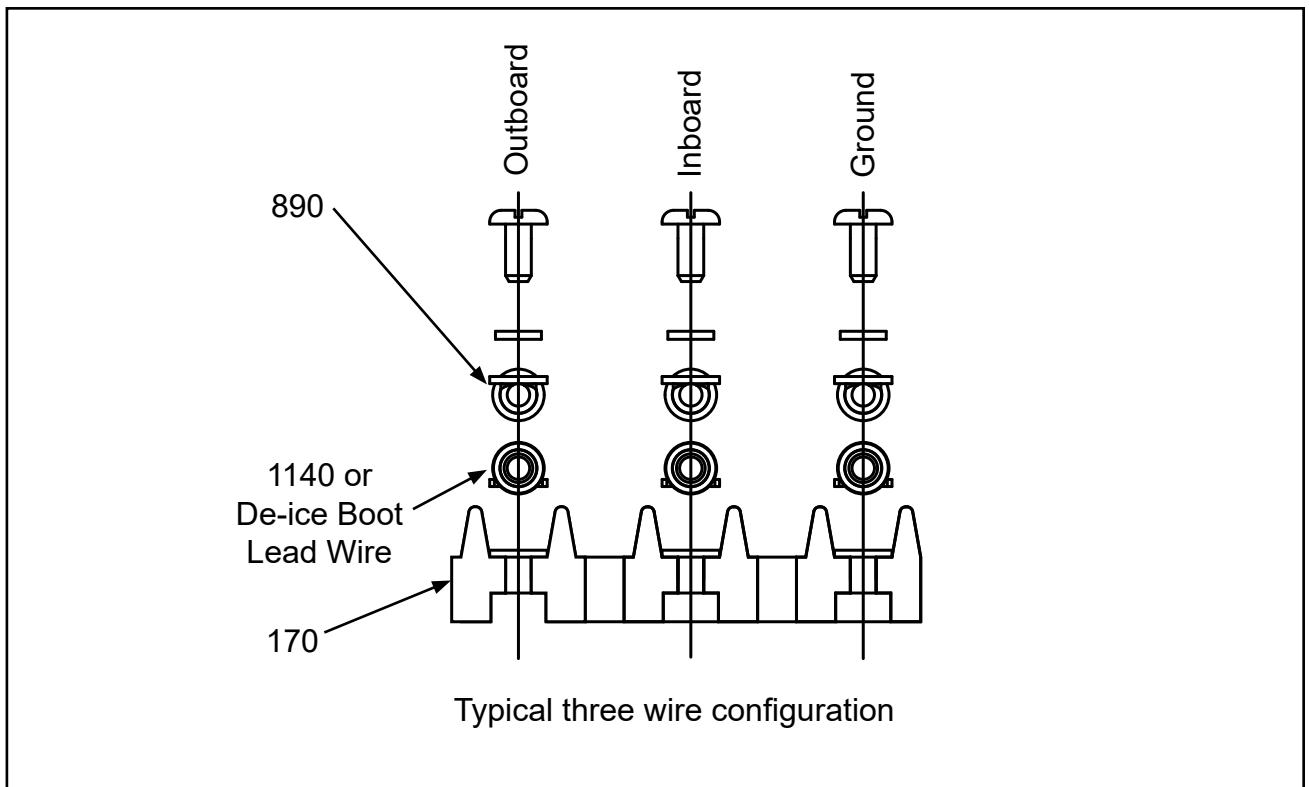 Outboard
Inboard
Ground
890
1140 or
De-ice Boot
Lead Wire
170
Typical three wire configuration